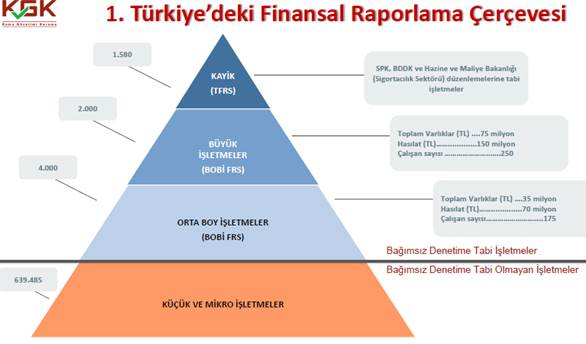 KGK
Kamu Gözetimi Kurumu
1. Türkiye’deki Finansal Raporlama Çerçevesi
1.580
KAYİK
(TFRS)
SPK, BDDK ve Hazine ve Maliye Bakanlığı
(Sigortacılık Sektörü) düzenlemelerine tabi
işletmeler
2.000
BÜYÜK
İŞLETMELER
(BOBİ FRS)
Toplam Varlıklar (TL) ....75 milyon
Hasılat (TL)..................150 milyon
Çalışan sayısı .........................250
4.000
ORTA BOY İŞLETMELER
(BOBİ FRS)
Toplam Varlıklar (TL) ....35 milyon
Hasılat (TL)....................70 milyon
Çalışan sayısı..........................175
Bağımsız Denetime Tabi İşletmeler
Bağımsız Denetime Tabi Olmayan İşletmeler
639.485
KÜÇÜK VE MİKRO İŞLETMELER